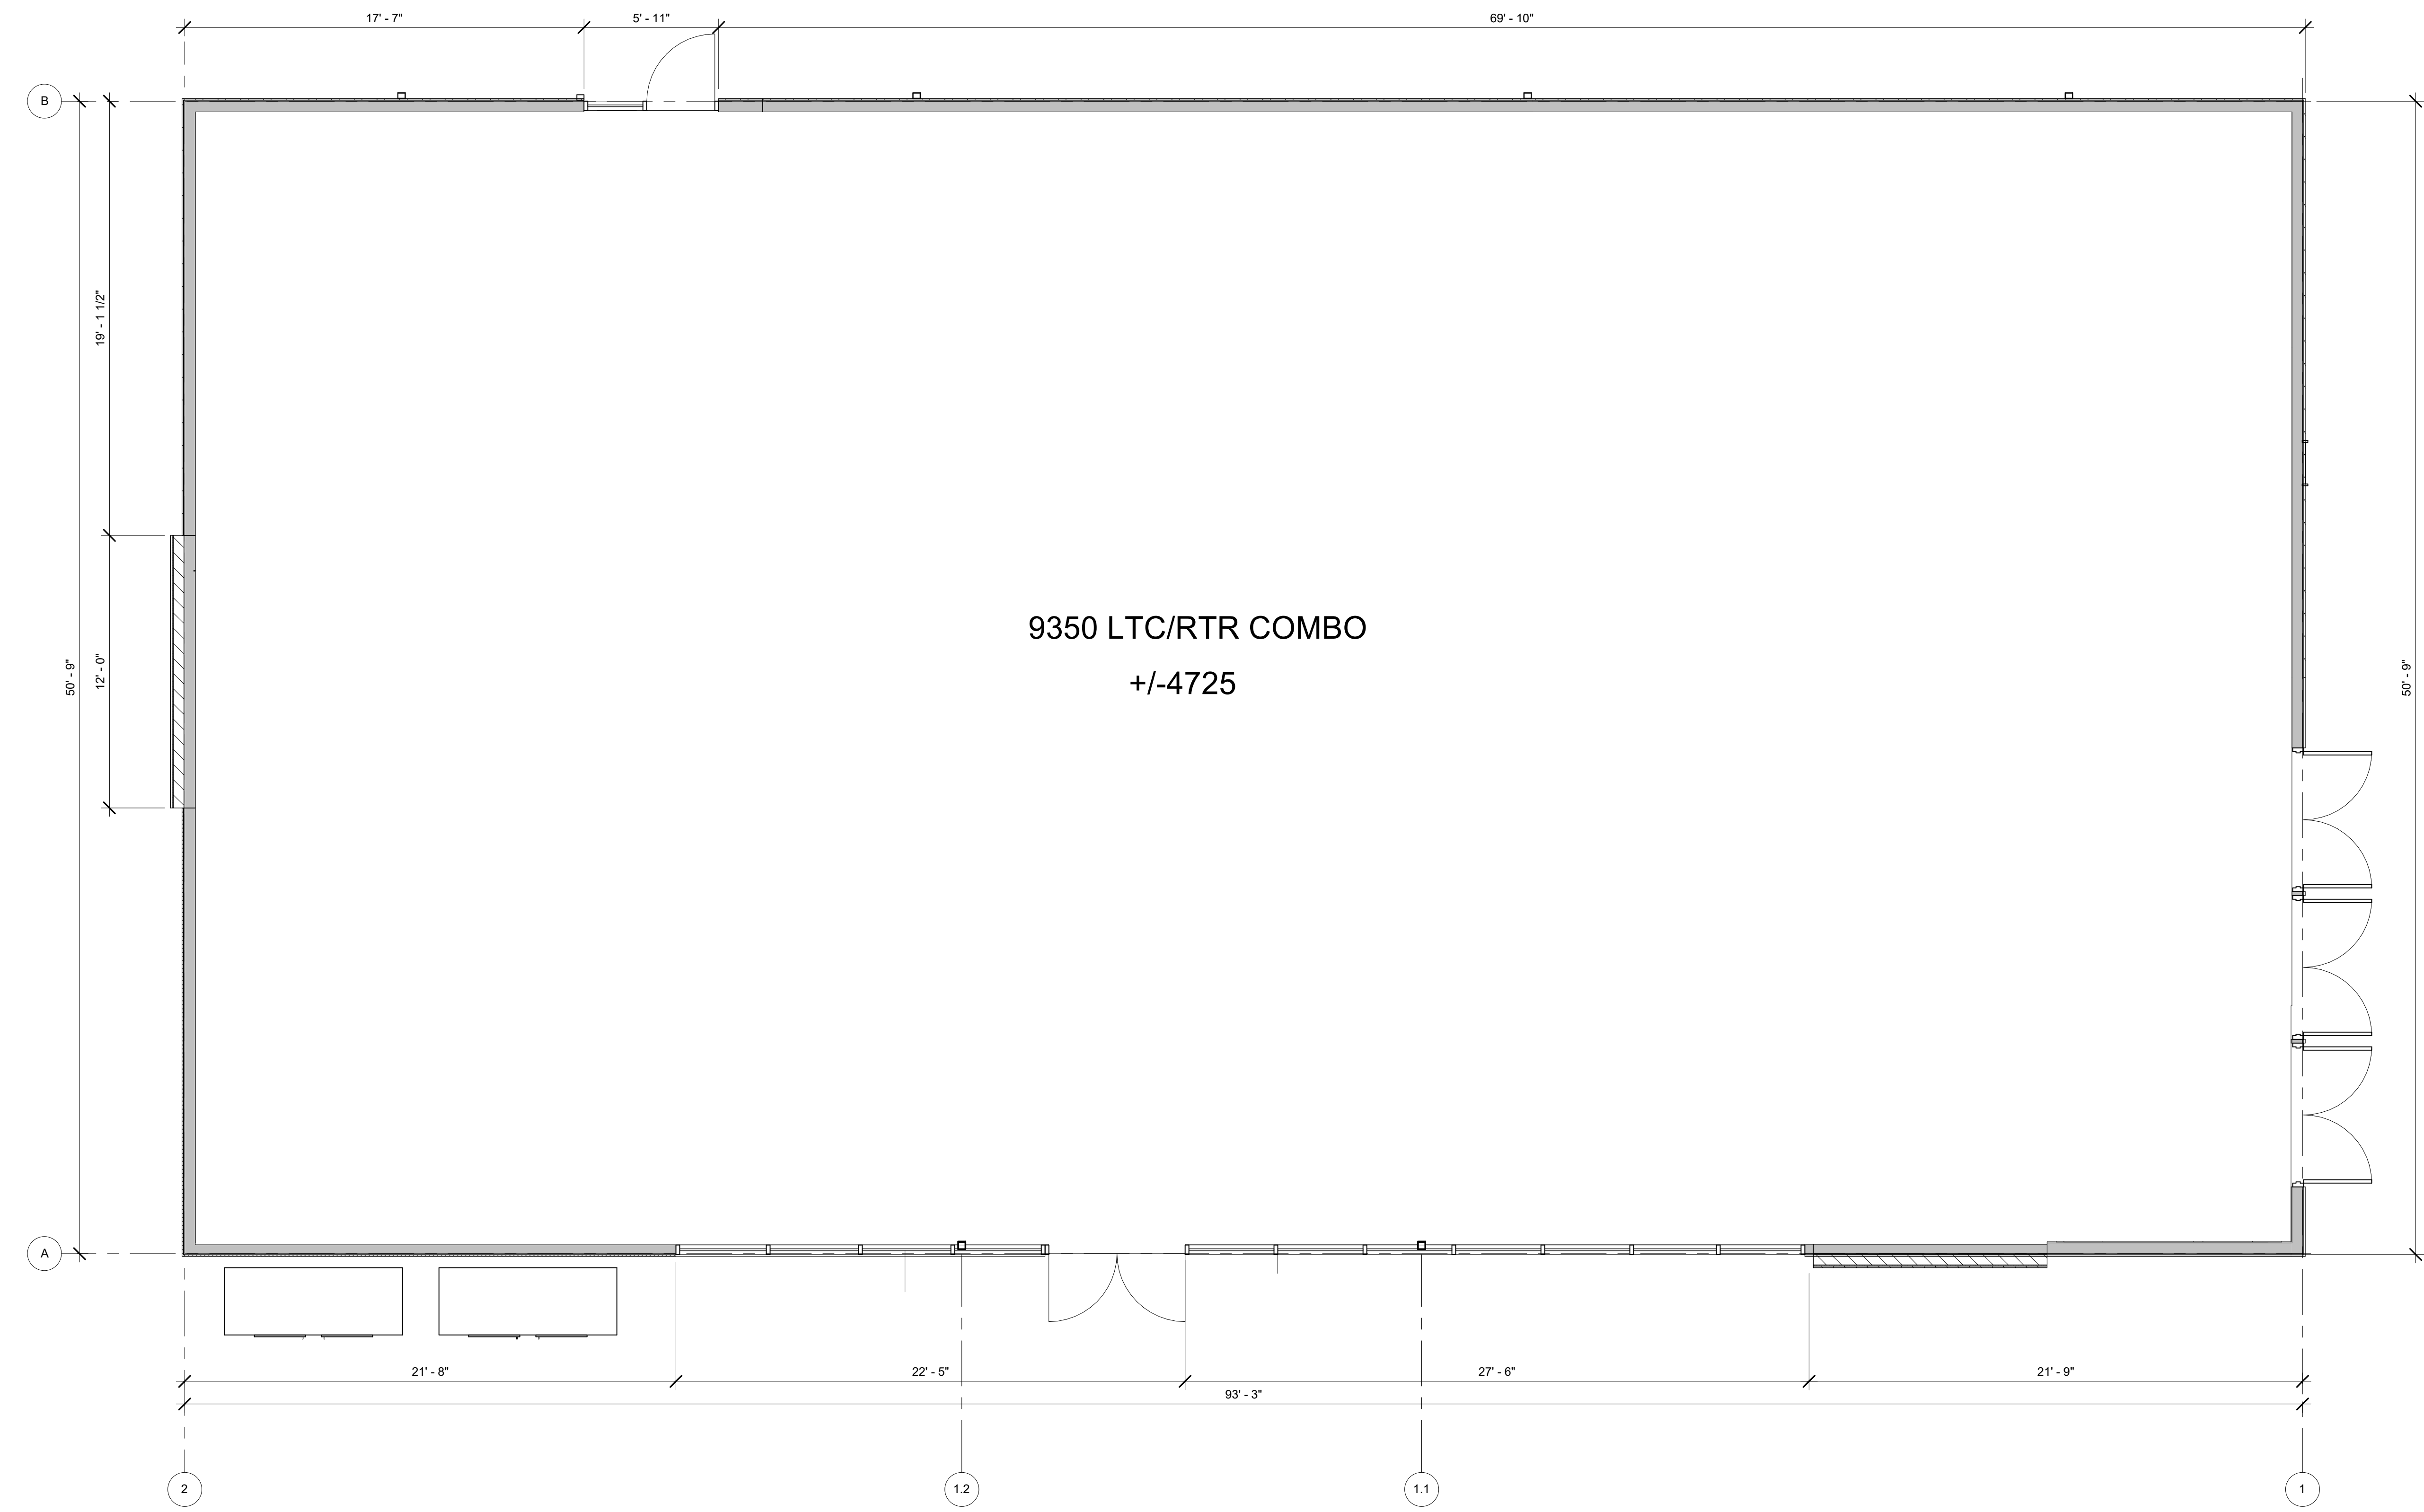 17' - 7"
5' - 11"
69' - 10"
B
19' - 1 1/2"
12' - 0"
50' - 9"
50' - 9"
9350 LTC/RTR COMBO
+/-4725
A
21' - 8"
22' - 5"
27' - 6"
21' - 9"
93' - 3"
2
1.2
1.1
1